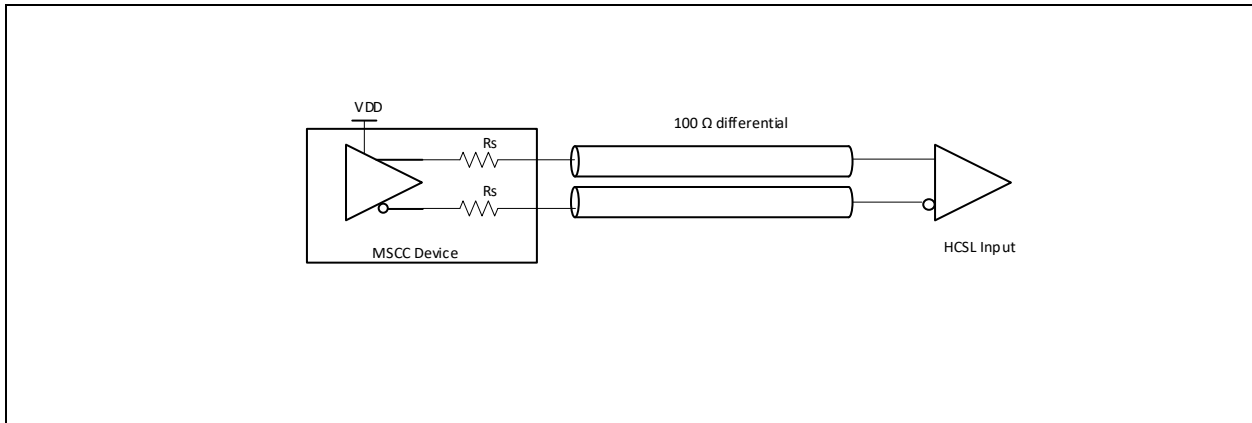 VDD
100 Ω differential
Rs
Rs
MSCC Device
HCSL Input